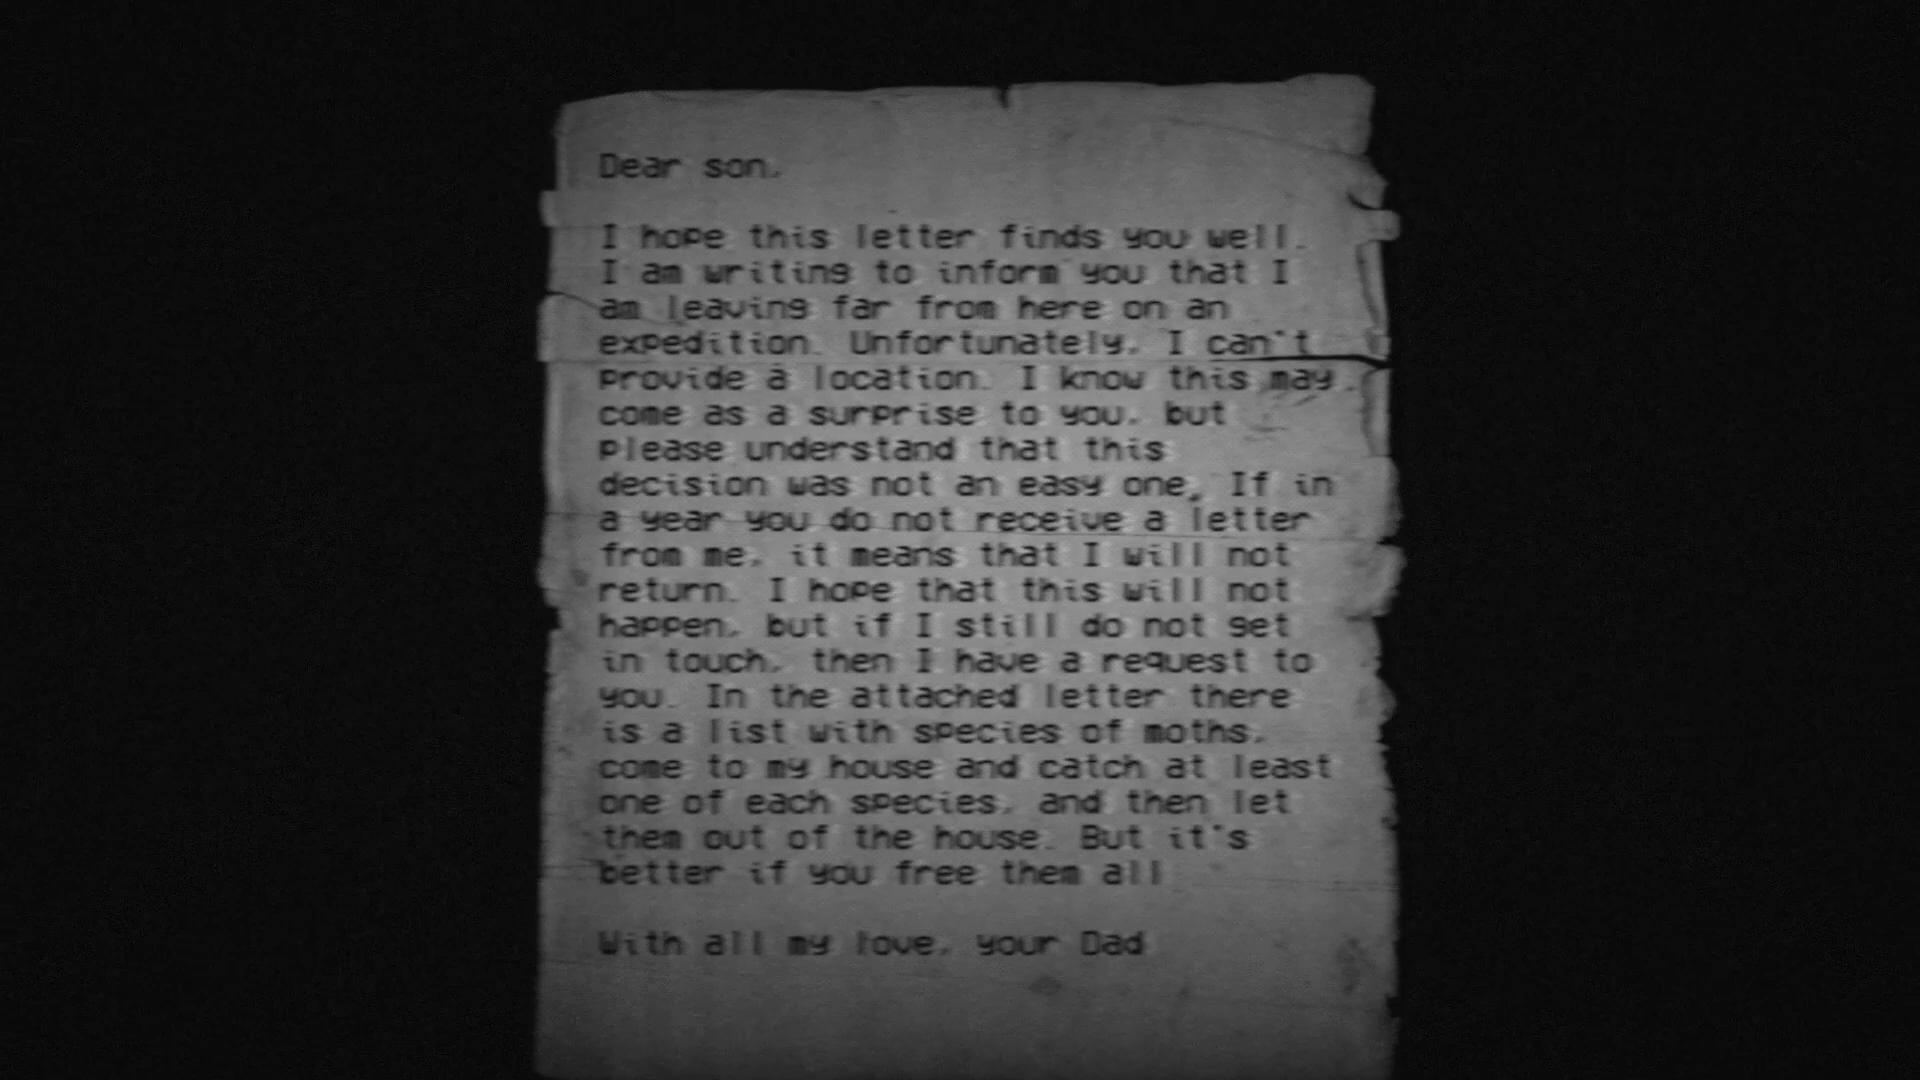 Dear son,
I hope this letter finds you well.
I am writing to inform you that I
am leaving far from here on an
expedition. Unfortunately, I can't
provide a location. I know this may
come as a surprise to you, but
please understand that this
decision was not an easy one. If in
a year you do not receive a letter
from me, it means that I will not
return. I hope that this will not
happen, but if I still do not get
in touch, then I have a request to
you. In the attached letter there
is a list with species of moths,
come to my house and catch at least
one of each species, and then let
them out of the house. But it's
better if you free them all
With all my love, your Dad